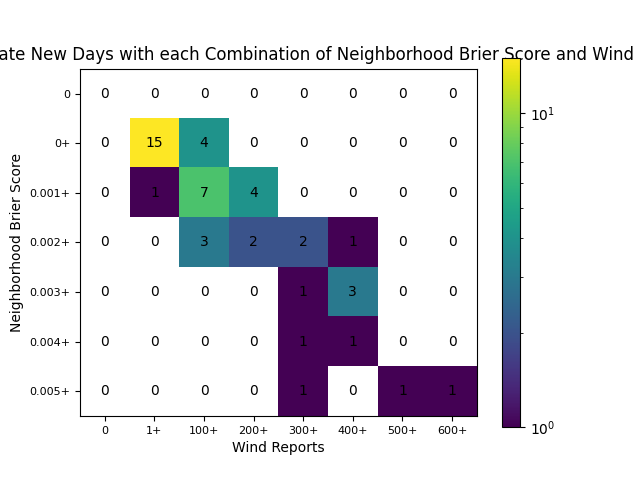 ate New Days with each Combination of Neighborhood Brier Score and Wind
Neighborhood Brier Score
0 0 0 0 0 0 0 0 0
0+ 0 15 4 0 0 0 0 0
0.001+ 0 1 7 4 0 0 0 0
0.002+ 0 0 3 2 2 1 0 0
0.003+ 0 0 0 0 1 3 0 0
0.004+ 0 0 0 0 1 1 0 0
0.005+ 0 0 0 0 1 0 1 1
0 1+ 100+ 200+ 300+ 400+ 500+ 600+
Wind Reports
10¹
10⁰